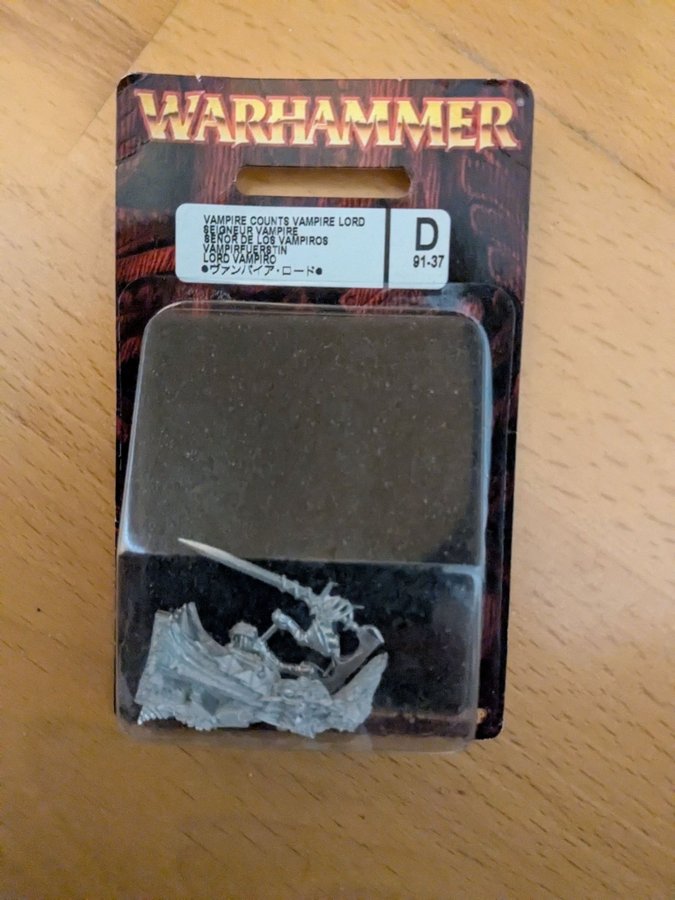 WARHAMMER®
VAMPIRE COUNTS VAMPIRE LORD
SEIGNEUR VAMPIRE
SEÑOR DE LOS VAMPIROS
VAMPIRFUERSTIN
LORD VAMPIRO
●ヴァンパイア・ロード●
D
91-37